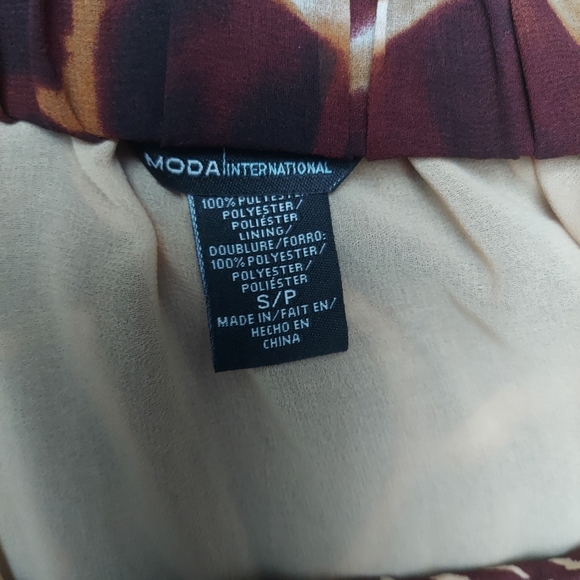 MODA INTERNATIONAL
100% POLYESTER/
POLYESTER/
POLIÉSTER
LINING/
DOUBLURE/FORRO:
100% POLYESTER/
POLYESTER/
POLIÉSTER
S/P
MADE IN/FAIT EN/
HECHO EN
CHINA